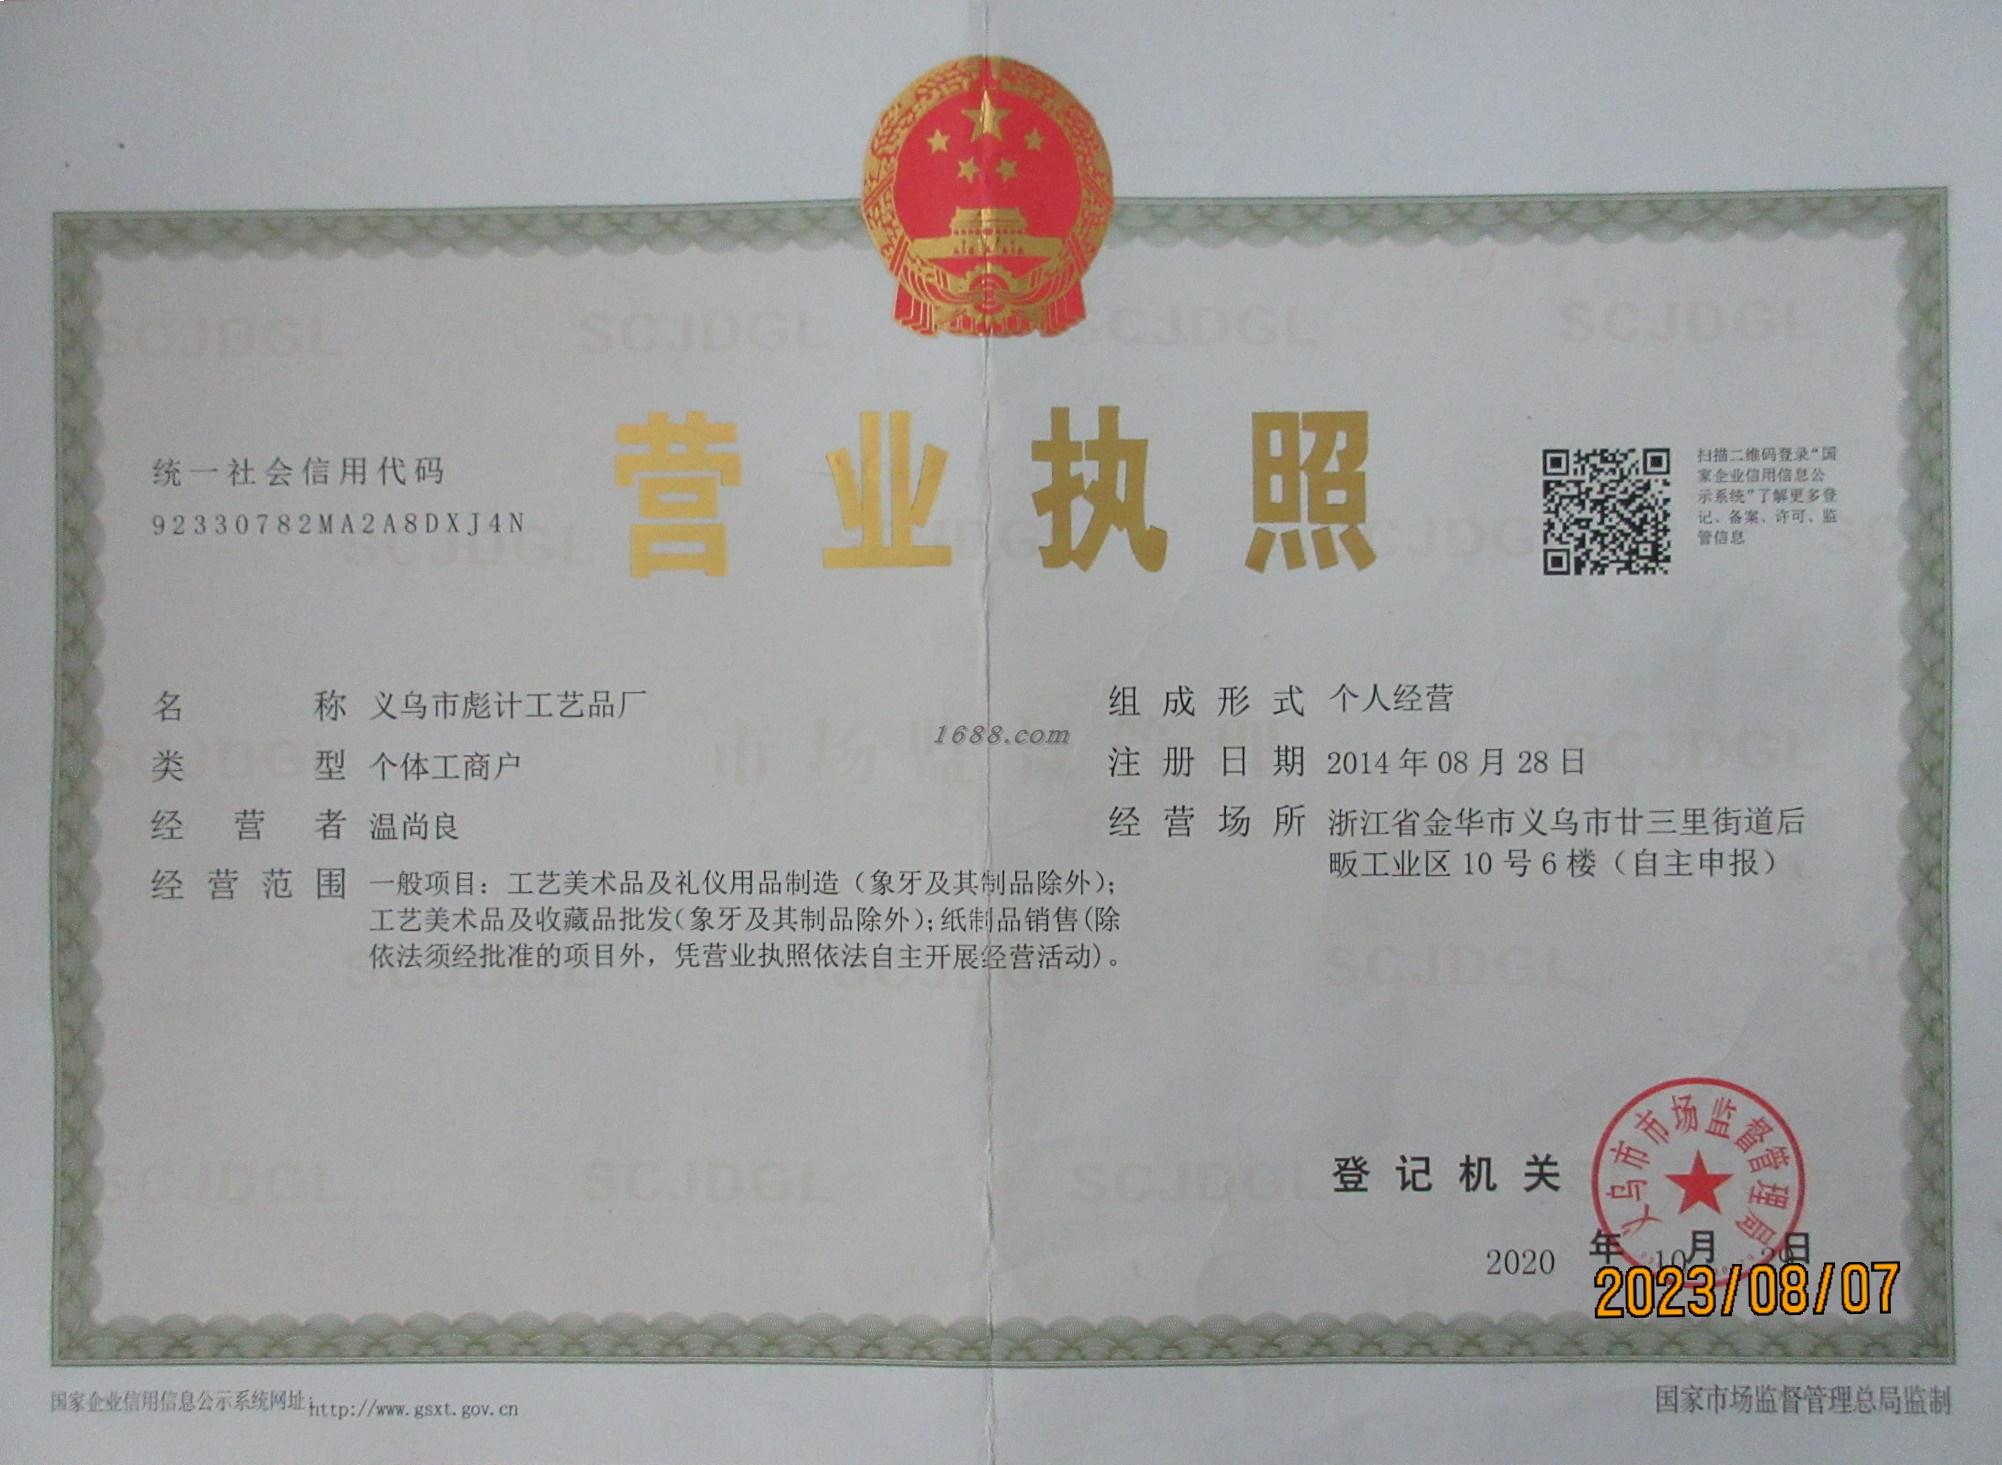 营业执照
统一社会信用代码
92330782MA2A8DXJ4N
扫描二维码登录“国
家企业信用信息公
示系统”了解更多登
记、备案、许可、监
管信息
名称 义乌市彪计工艺品厂
类型 个体工商户
经营者 温尚良
经营范围 一般项目：工艺美术品及礼仪用品制造（象牙及其制品除外）；
工艺美术品及收藏品批发（象牙及其制品除外）；纸制品销售(除
依法须经批准的项目外，凭营业执照依法自主开展经营活动)。
组成形式 个人经营
注册日期 2014年08月28日
经营场所 浙江省金华市义乌市廿三里街道后
畈工业区10号6楼（自主申报）
1688.com
登记机关
义乌市市场监督管理局
2020年10月29日
2023/08/07
国家企业信用信息公示系统网址：http://www.gsxt.gov.cn
国家市场监督管理总局监制